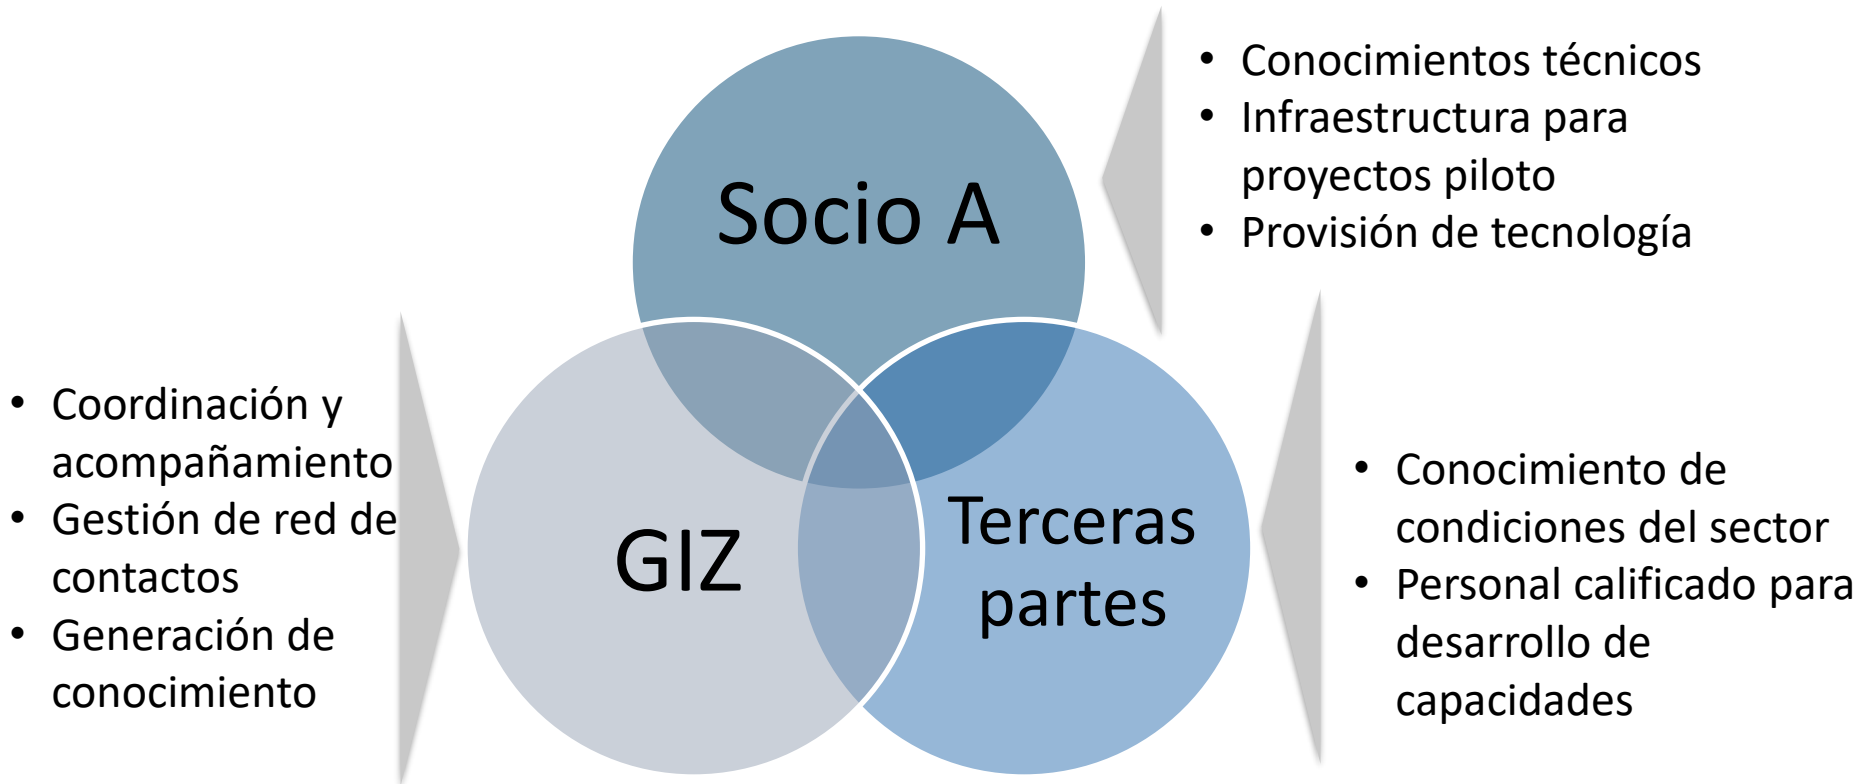 • Conocimientos técnicos
• Infraestructura para
proyectos piloto
• Provisión de tecnología
Socio A
• Coordinación y
acompañamiento
• Gestión de red de
contactos
• Generación de
conocimiento
GIZ
Terceras
partes
• Conocimiento de
condiciones del sector
• Personal calificado para
desarrollo de
capacidades